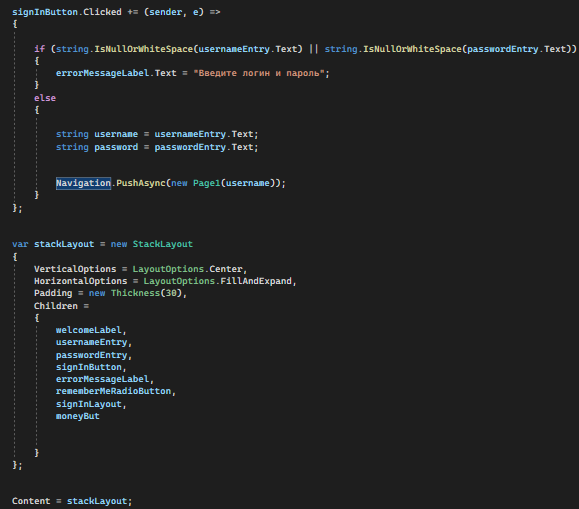 signInButton.Clicked += (sender, e) =>
{
if (string.IsNullOrWhiteSpace(usernameEntry.Text) || string.IsNullOrWhiteSpace(passwordEntry.Text))
{
errorMessageLabel.Text = "Введите логин и пароль";
}
else
{
string username = usernameEntry.Text;
string password = passwordEntry.Text;
Navigation.PushAsync(new Page1(username));
}
};
var stackLayout = new StackLayout
{
VerticalOptions = LayoutOptions.Center,
HorizontalOptions = LayoutOptions.FillAndExpand,
Padding = new Thickness(30),
Children =
{
welcomeLabel,
usernameEntry,
passwordEntry,
signInButton,
errorMessageLabel,
rememberMeRadioButton,
signInLayout,
moneyBut
}
};
Content = stackLayout;